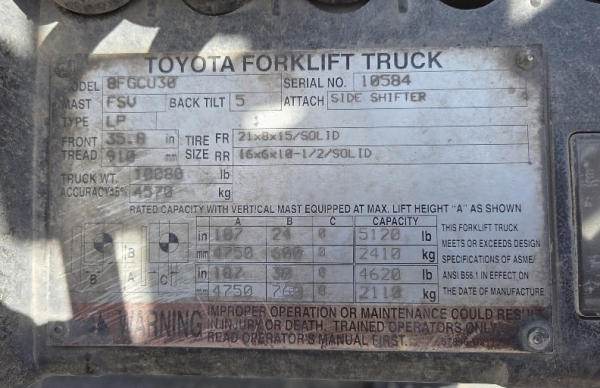 TOYOTA FORKLIFT TRUCK
MODEL 8FGCU30 SERIAL NO. 10584
MAST FSV BACK TILT 5 ATTACH SIDE SHIFTER
TYPE LP
FRONT 35.8 in TIRE FR 21x8x15/SOLID
TREAD 910 mm SIZE RR 16x6x10-1/2/SOLID
TRUCK WT. 10080 lb
ACCURACY±5% 4570 kg
RATED CAPACITY WITH VERTICAL MAST EQUIPPED AT MAX. LIFT HEIGHT "A" AS SHOWN
A B C CAPACITY
in 187 24 0 5120 lb
mm 4750 600 0 2410 kg
in 187 30 0 4620 lb
mm 4750 760 0 2110 kg
B
B A C
THIS FORKLIFT TRUCK
MEETS OR EXCEEDS DESIGN
SPECIFICATIONS OF ASME/
ANSI B56.1 IN EFFECT ON
THE DATE OF MANUFACTURE
WARNING
IMPROPER OPERATION OR MAINTENANCE COULD RESULT
IN INJURY OR DEATH. TRAINED OPERATORS ONLY
READ OPERATOR'S MANUAL FIRST.